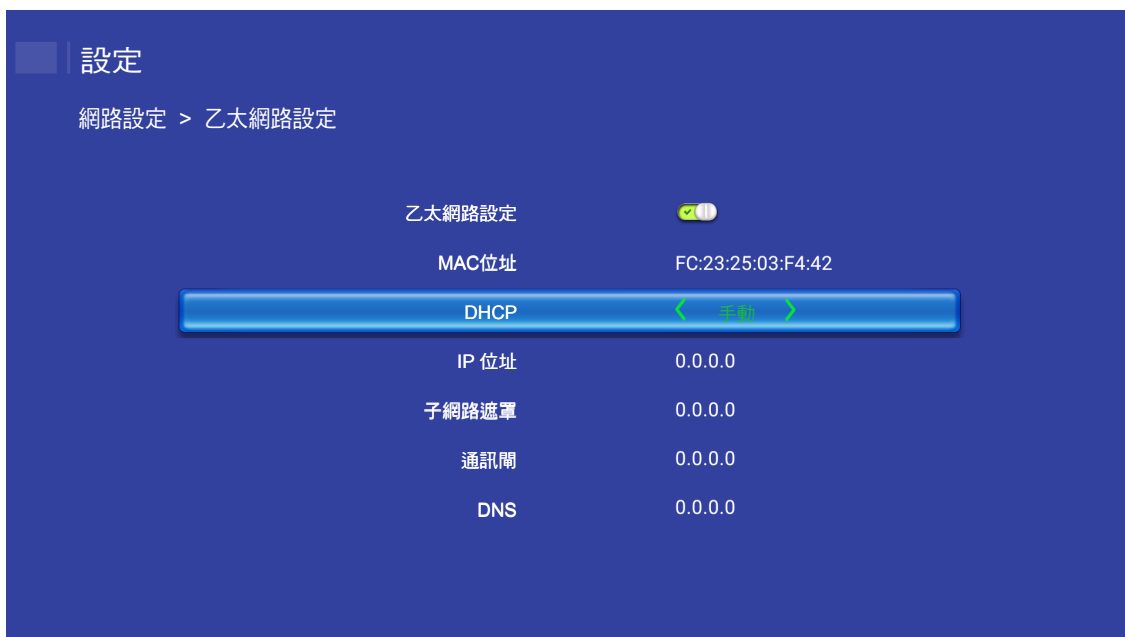 設定
網路設定 > 乙太網路設定
乙太網路設定
MAC位址 FC:23:25:03:F4:42
DHCP 手動
IP 位址 0.0.0.0
子網路遮罩 0.0.0.0
通訊閘 0.0.0.0
DNS 0.0.0.0